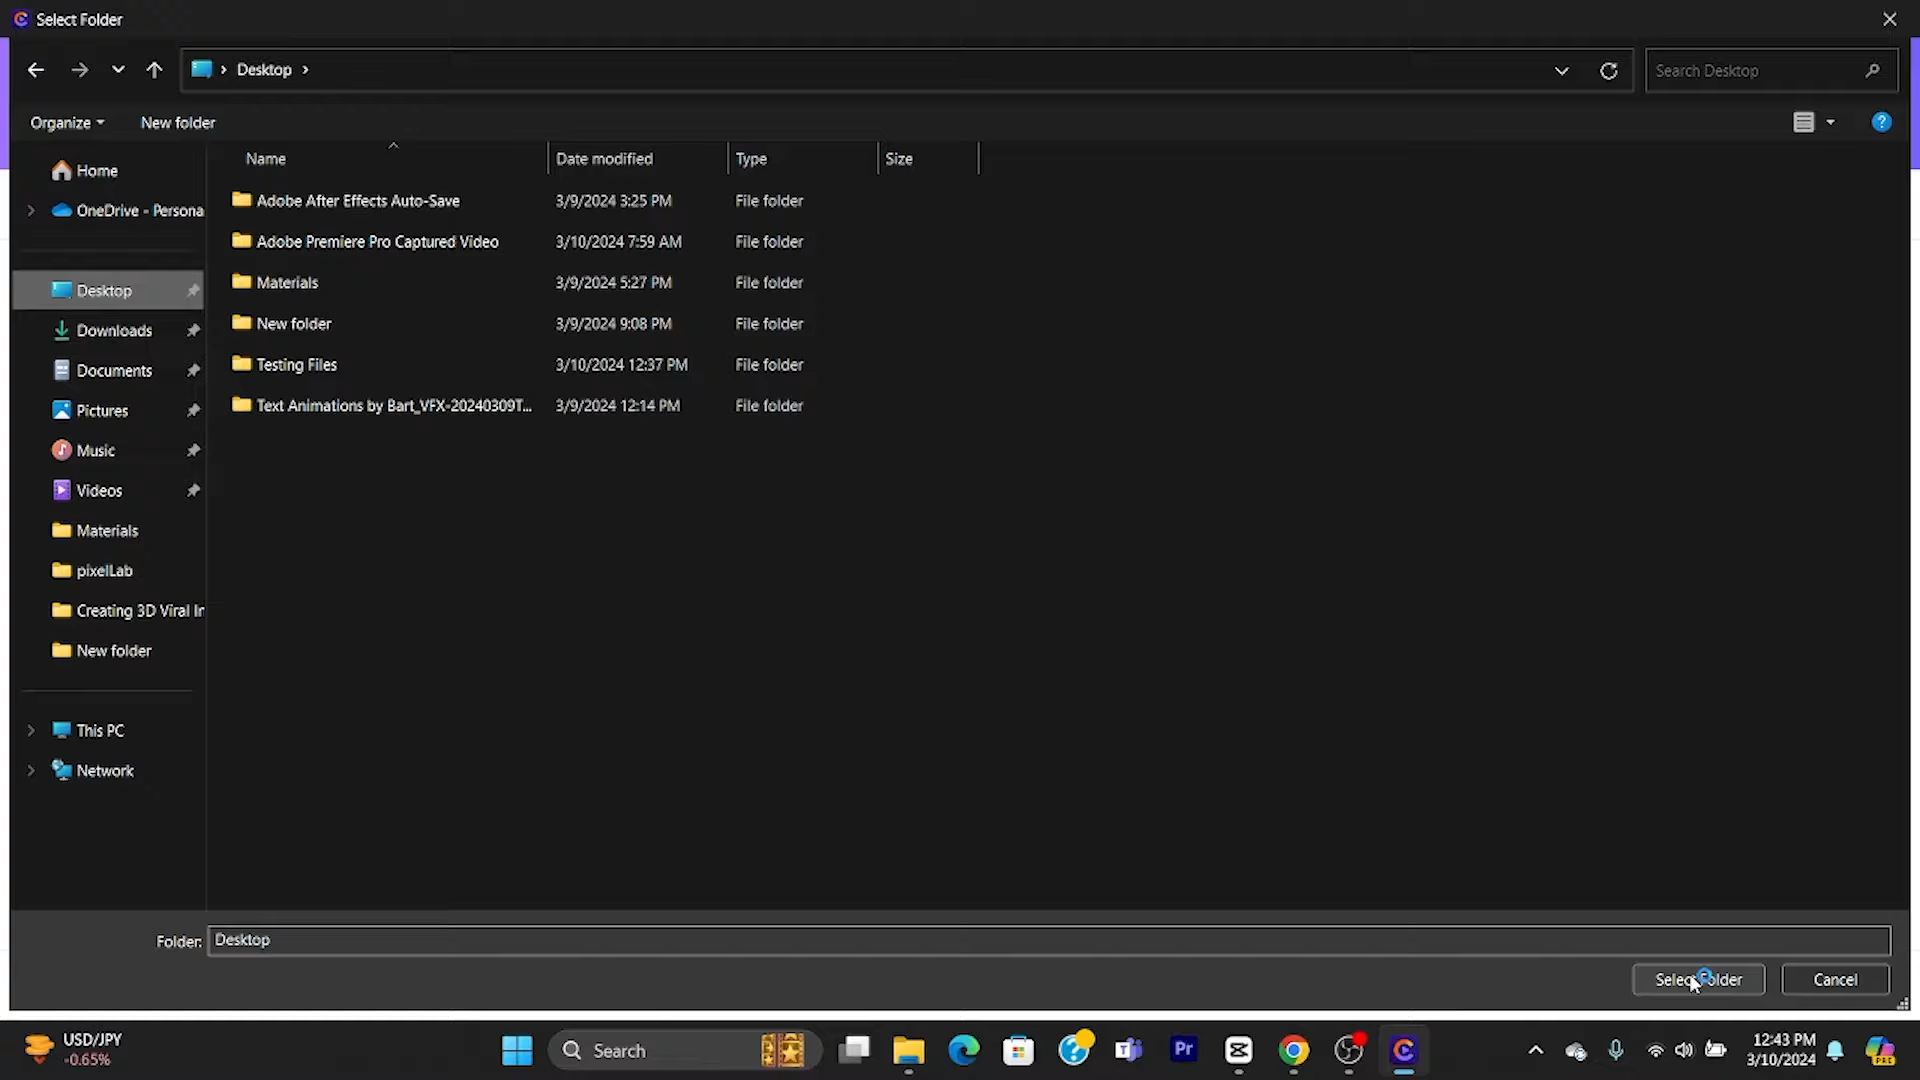 Select Folder
Desktop
Search Desktop
Organize
New folder
Name
Date modified
Type
Size
Home
OneDrive - Persona
Desktop
Downloads
Documents
Pictures
Music
Videos
Materials
pixelLab
Creating 3D Viral In
New folder
This PC
Network
Adobe After Effects Auto-Save 3/9/2024 3:25 PM File folder
Adobe Premiere Pro Captured Video 3/10/2024 7:59 AM File folder
Materials 3/9/2024 5:27 PM File folder
New folder 3/9/2024 9:08 PM File folder
Testing Files 3/10/2024 12:37 PM File folder
Text Animations by Bart_VFX-20240309T... 3/9/2024 12:14 PM File folder
Folder: Desktop
Select Folder
Cancel
USD/JPY
-0.65%
Search
Pr
12:43 PM
3/10/2024
PRE